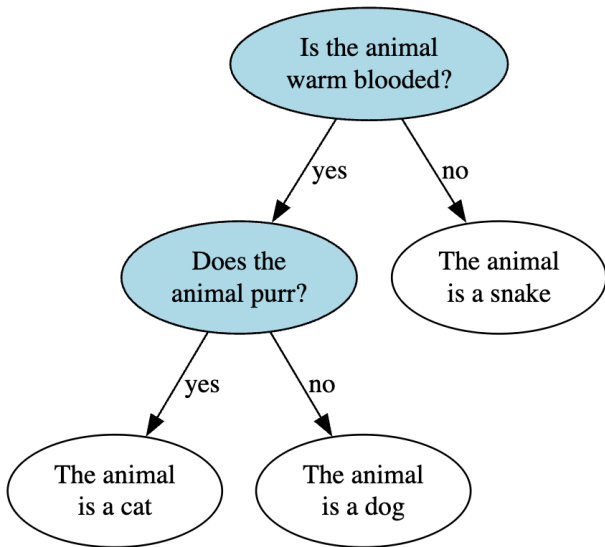 Is the animal
warm blooded?
yes
no
Does the
animal purr?
The animal
is a snake
yes
no
The animal
is a cat
The animal
is a dog